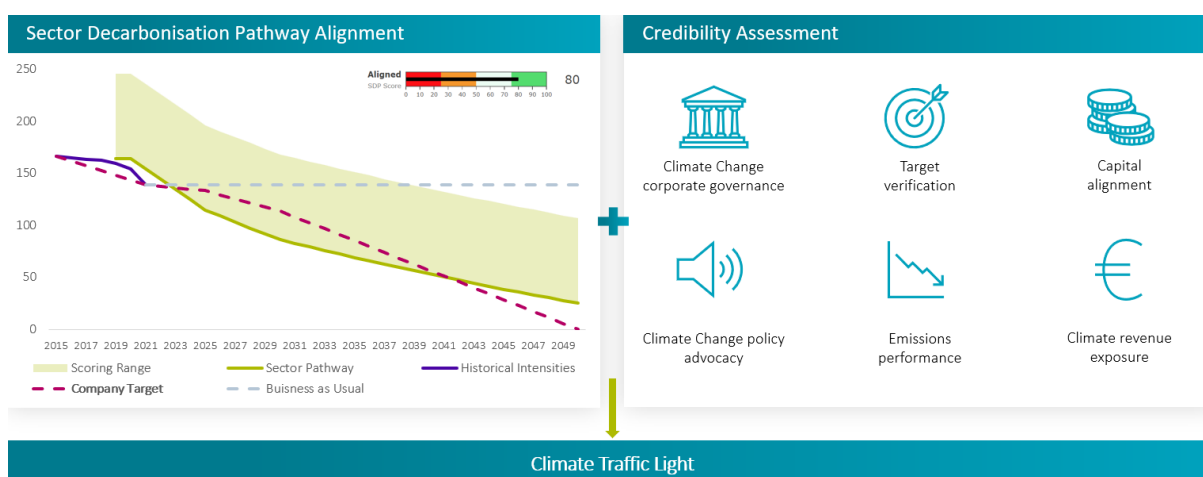 Sector Decarbonisation Pathway Alignment
250
200
150
100
50
0
Aligned
SDP Score
0 10 20 30 40 50 60 70 80 90 100
80
2015 2017 2019 2021 2023 2025 2027 2029 2031 2033 2035 2037 2039 2041 2043 2045 2047 2049
Scoring Range
Sector Pathway
Historical Intensities
Company Target
Buisness as Usual
Credibility Assessment
Climate Change
corporate governance
Target
verification
Capital
alignment
Climate Change policy
advocacy
Emissions
performance
Climate revenue
exposure
Climate Traffic Light